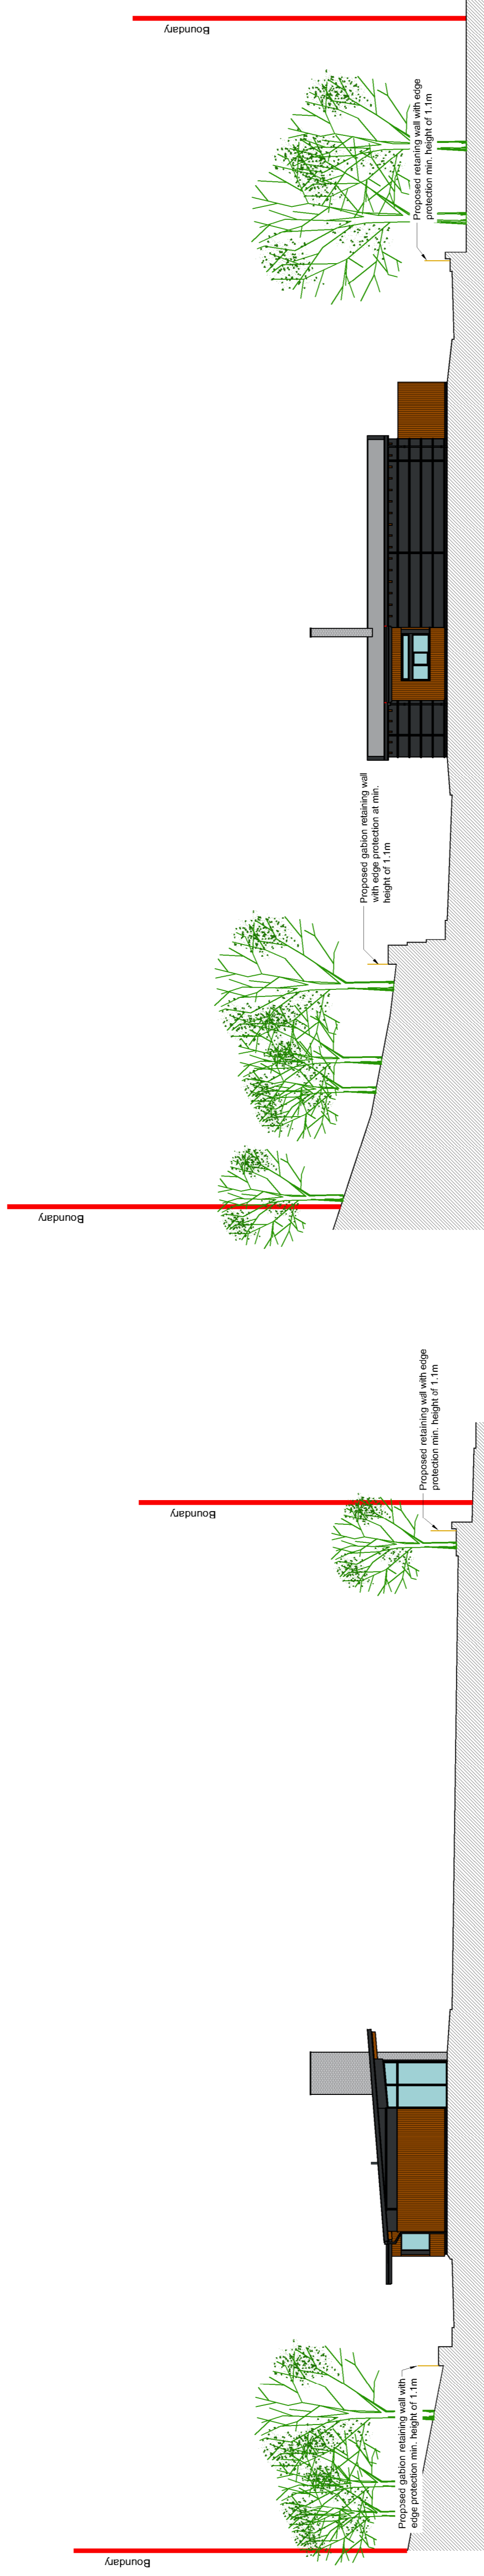 Boundary
Proposed retaning wall with edge
protection min. height of 1.1m
Proposed gabion retaining wall
with edge protection at min.
height of 1.1m
Boundary
Proposed retaining wall with edge
protection min. height of 1.1m
Boundary
Proposed gabion retaining wall with
edge protection min. height of 1.1m
Boundary